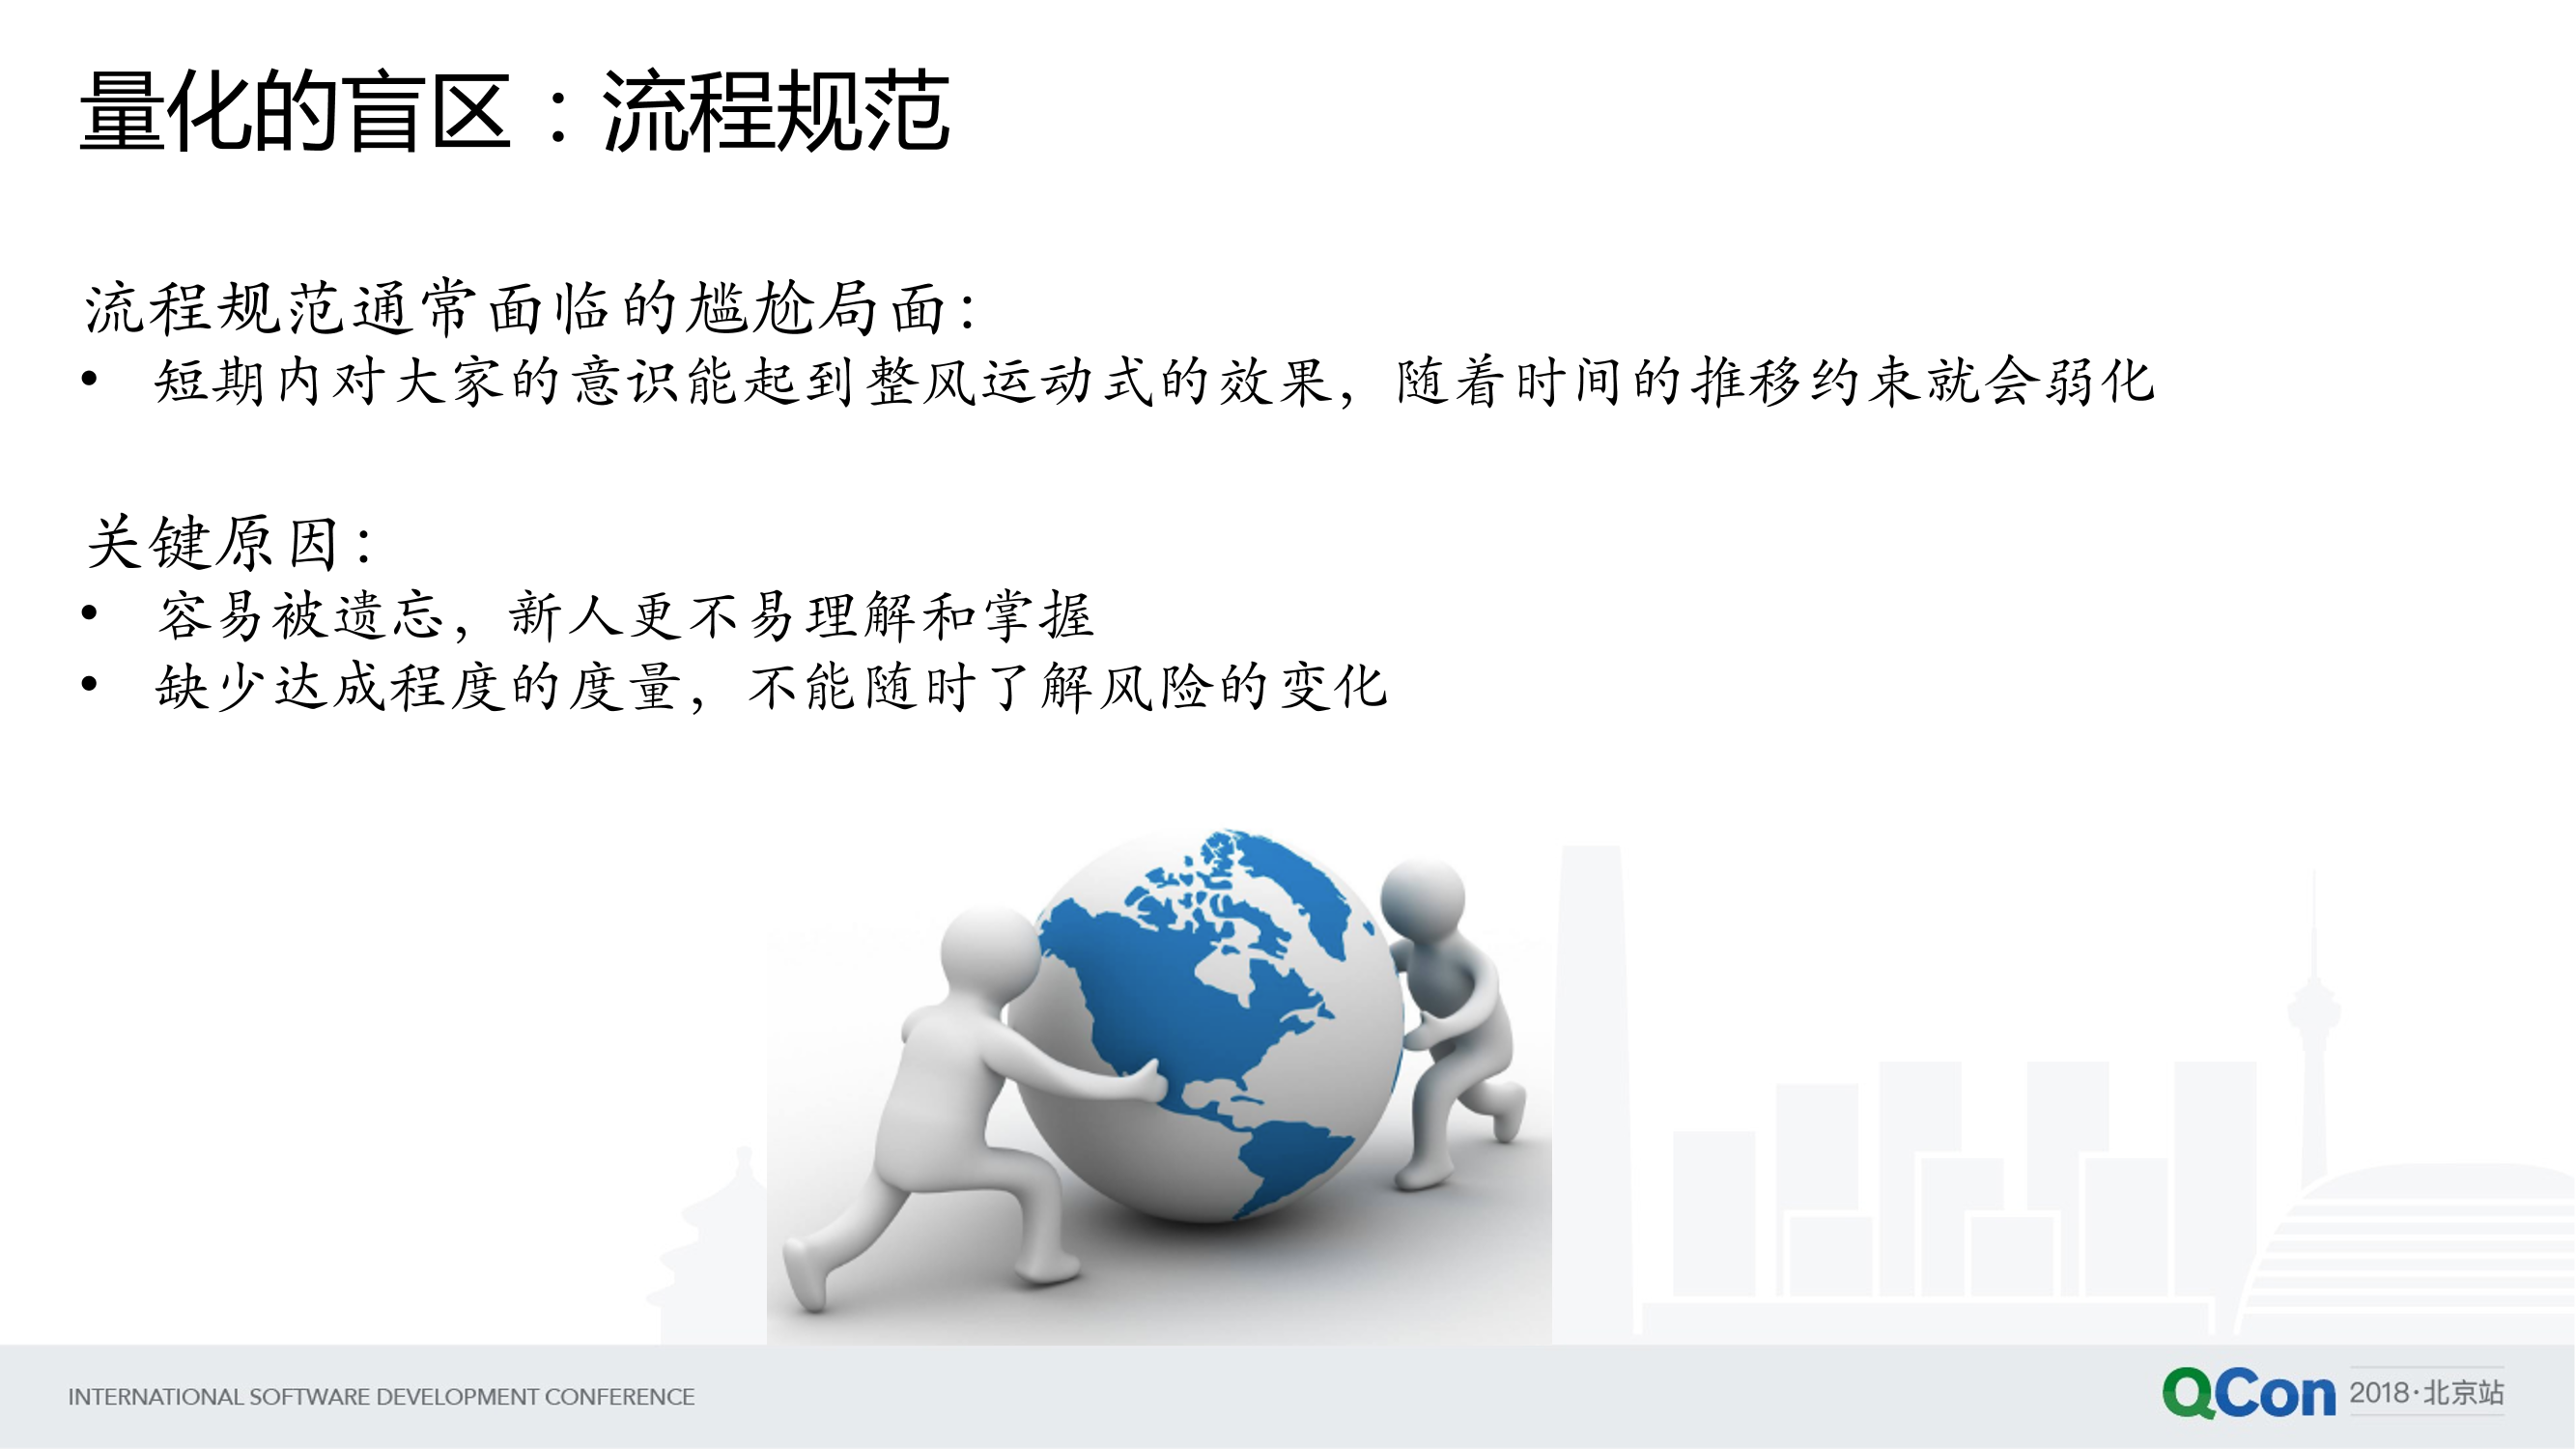 量化的盲区：流程规范
流程规范通常面临的尴尬局面：
• 短期内对大家的意识能起到整风运动式的效果，随着时间的推移约束就会弱化
关键原因：
• 容易被遗忘，新人更不易理解和掌握
• 缺少达成程度的度量，不能随时了解风险的变化
INTERNATIONAL SOFTWARE DEVELOPMENT CONFERENCE
QCon 2018·北京站